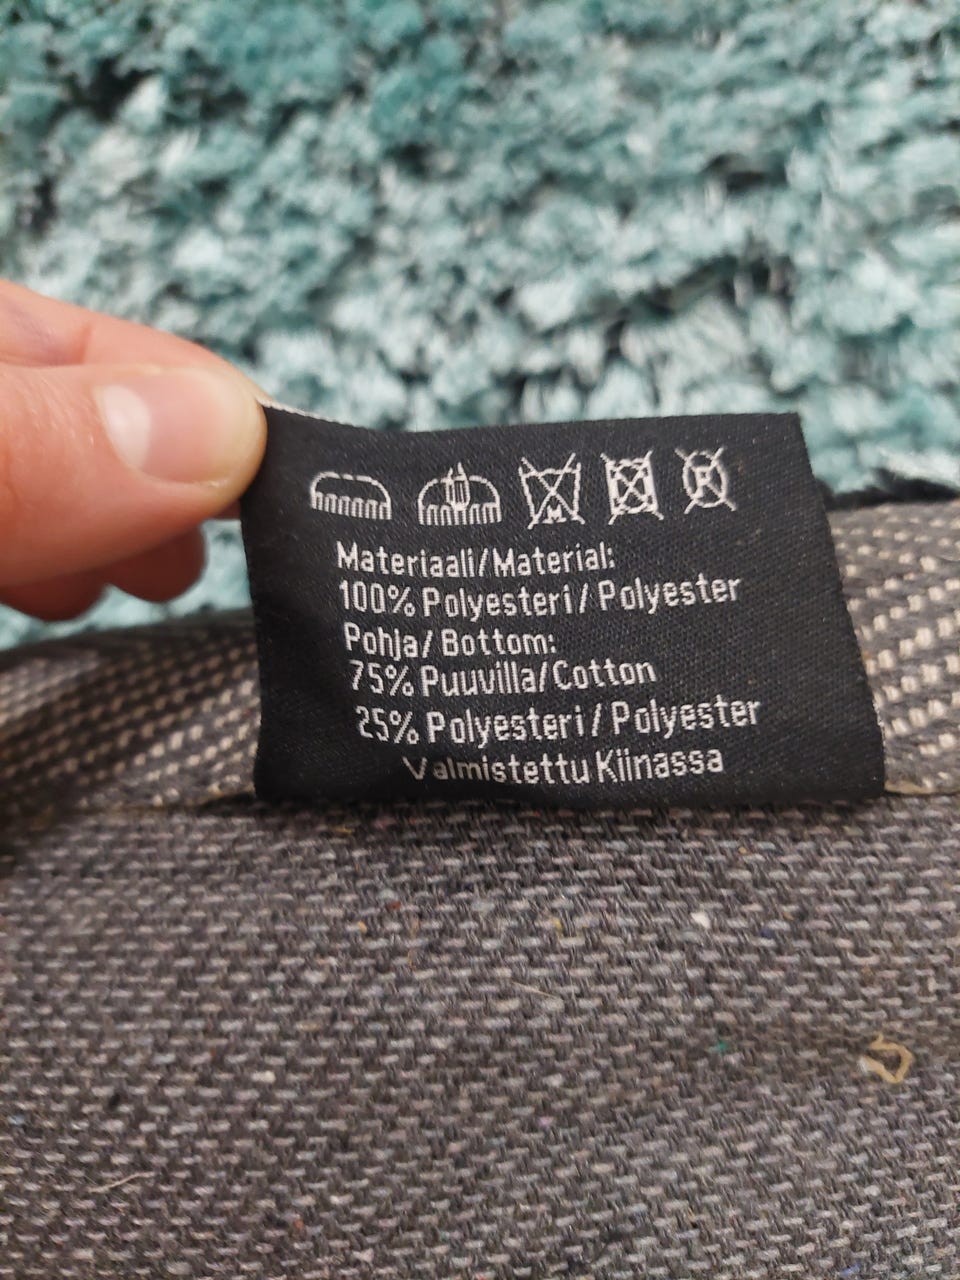 Materiaali/Material:
100% Polyesteri/Polyester
Pohja/Bottom:
75% Puuvilla/Cotton
25% Polyesteri/Polyester
Valmistettu Kiinassa